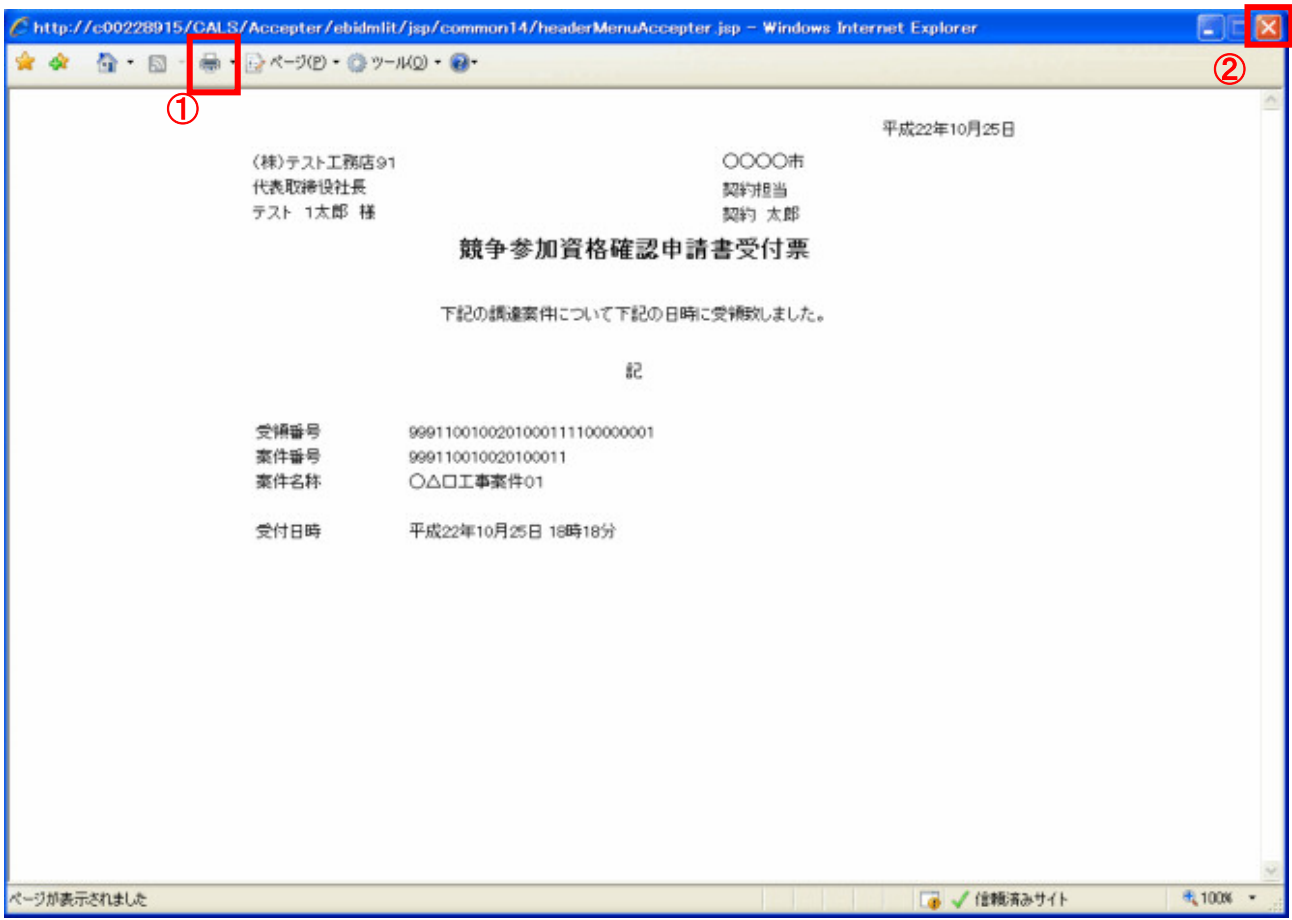 http://c00228915/CALS/Accepter/ebidmlit/jsp/common14/headerMenuAccepter.jsp - Windows Internet Explorer
ページ(P) ツール(O)
① ②
平成22年10月25日
(株)テスト工務店91 〇〇〇〇市
代表取締役社長 契約担当
テスト 1太郎 様 契約 太郎
競争参加資格確認申請書受付票
下記の調達案件について下記の日時に受領致しました。
記
受領番号 9991100100201000111100000001
案件番号 999110010020100011
案件名称 〇△口工事案件01
受付日時 平成22年10月25日 18時18分
ページが表示されました 信頼済みサイト 100%